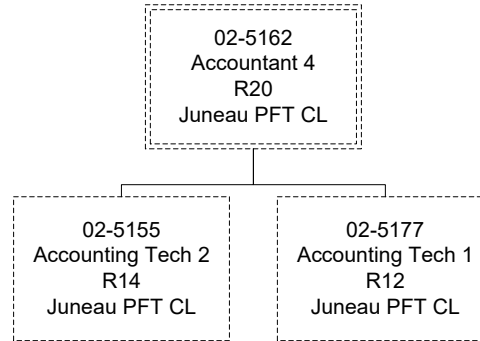 02-5162
Accountant 4
R20
Juneau PFT CL
02-5155
Accounting Tech 2
R14
Juneau PFT CL
02-5177
Accounting Tech 1
R12
Juneau PFT CL